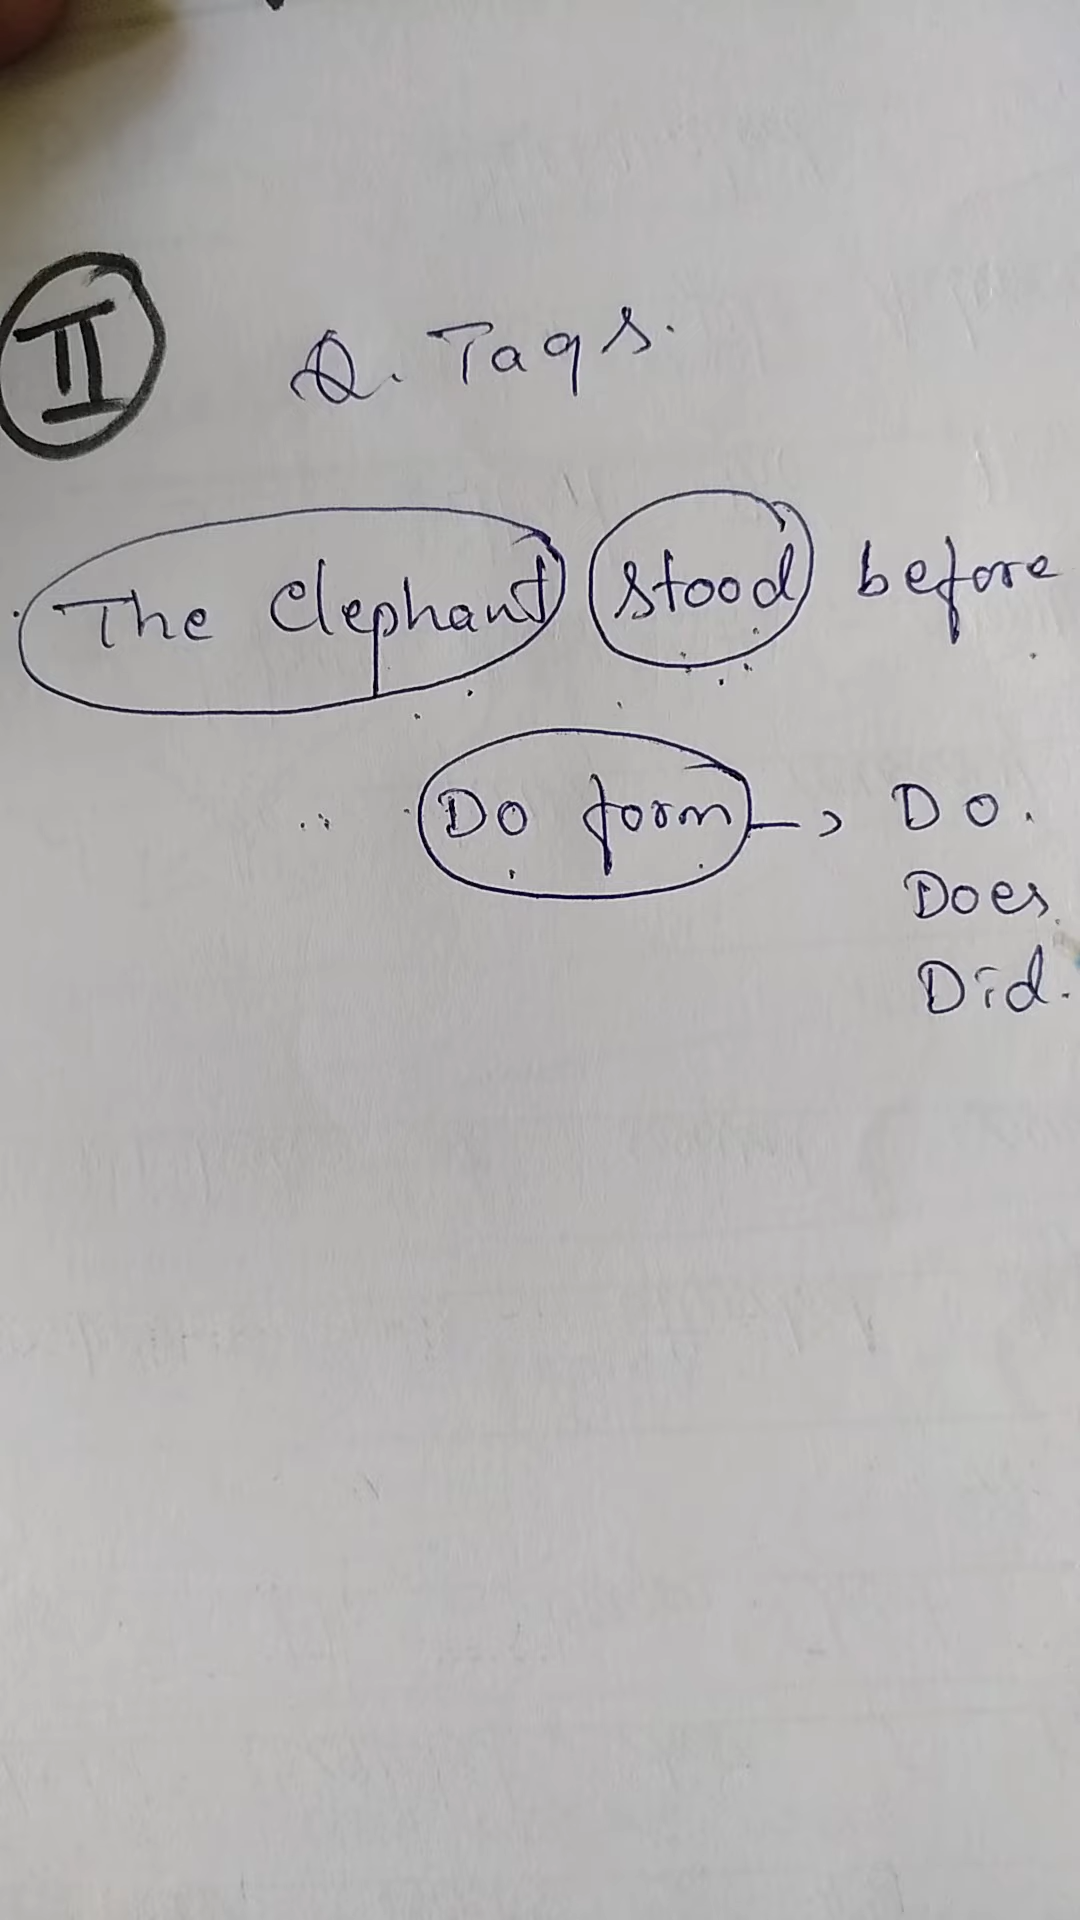 II Q. Tags.
The elephant stood before
Do form → Do.
Does
Did.